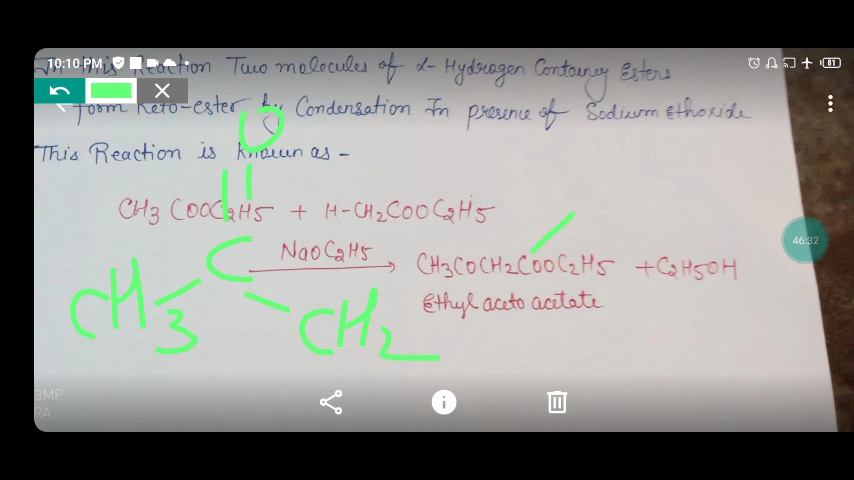 10:10 PM 81
In This Reaction Two molecules of α-Hydrogen Containing Esters
form Keto-ester by Condensation In presence of Sodium Ethoxide
This Reaction is known as -
O
CH3 COOC2H5 + H-CH2COOC2H5
NaOC2H5
C
46:32
CH3COCH2COOC2H5 + C2H5OH
CH3
CH2
Ethyl aceto acetate
3MP
RA